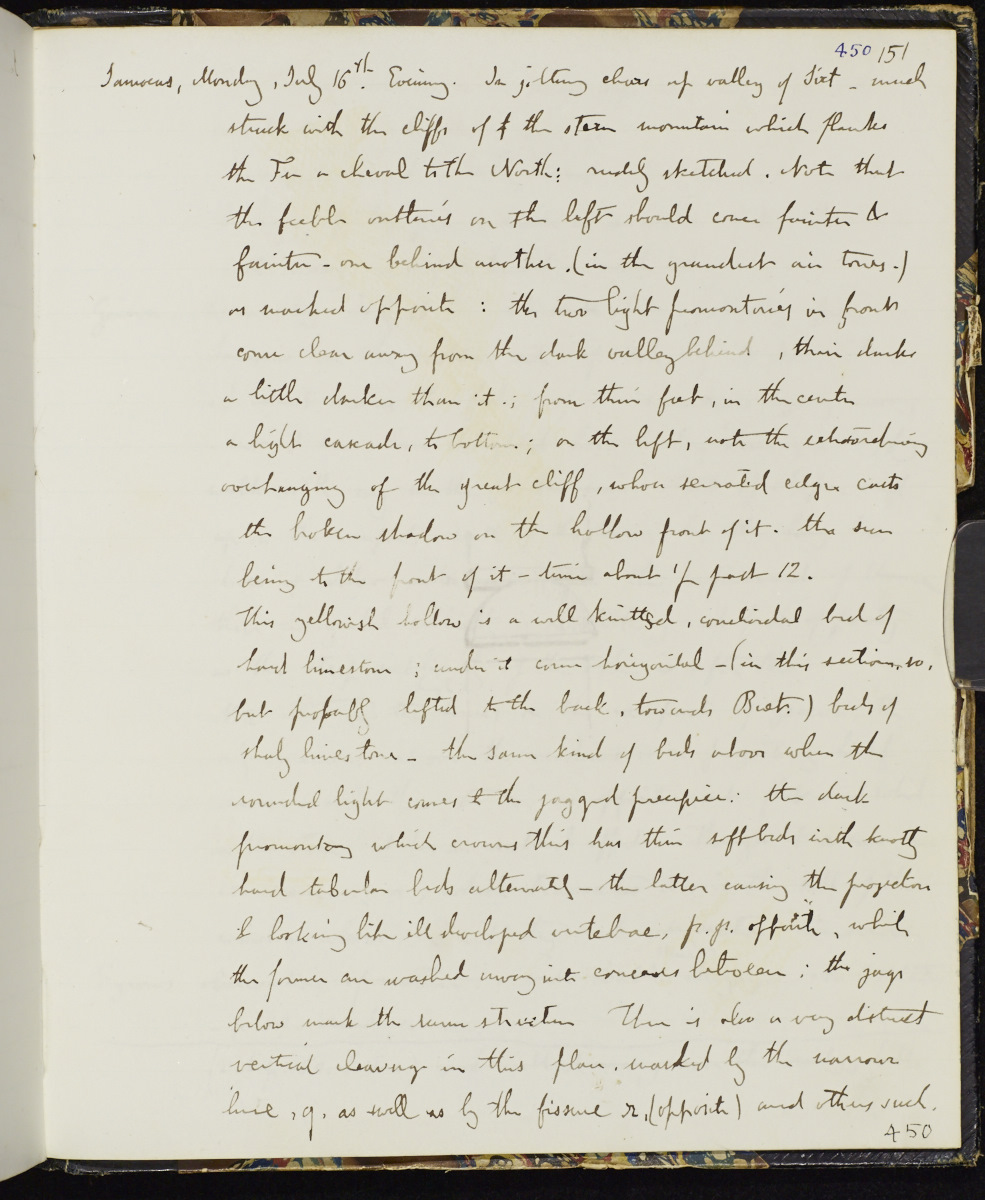 450 151
Samoens, Monday, July 16th. Evening. In jolting chars up valley of Sixt - much
struck with the cliffs of the stern mountain which flanks
the Fer a cheval to the North: rudely sketched. Note that
the feebler outlines on the left should come fainter &
fainter - one behind another. (in the grandest air tones.)
as marked opposite : the two light promontories in front
come clear away from the dark valley behind, their darks
a little darker than it.; from their feet, in the centre
a light cascade, to bottom.; on the left, note the extraordinary
overhanging of the great cliff, whose serrated edge casts
the broken shadow on the hollow front of it. the sun
being to the front of it - time about 1/2 past 12.
This yellowish hollow is a well knitted, conchoidal bed of
hard limestone ; under it come horizontal - (in this section, so,
but probably lifted to the back, towards Buet.) beds of
shaly limestone - the same kind of beds above where the
rounded light comes to the jagged precipice: the dark
promontory which crowns this has thin soft beds with knotty
hard tabular beds alternately - the latter causing the projections
looking like ill developed vertebrae, p.p. opposite, while
the former are washed away into concaves between ; the jags
below mark the same structure There is also a very distinct
vertical cleavage in this place. marked by the narrow
line, q, as well as by the fissure r, (opposite) and others such.
450